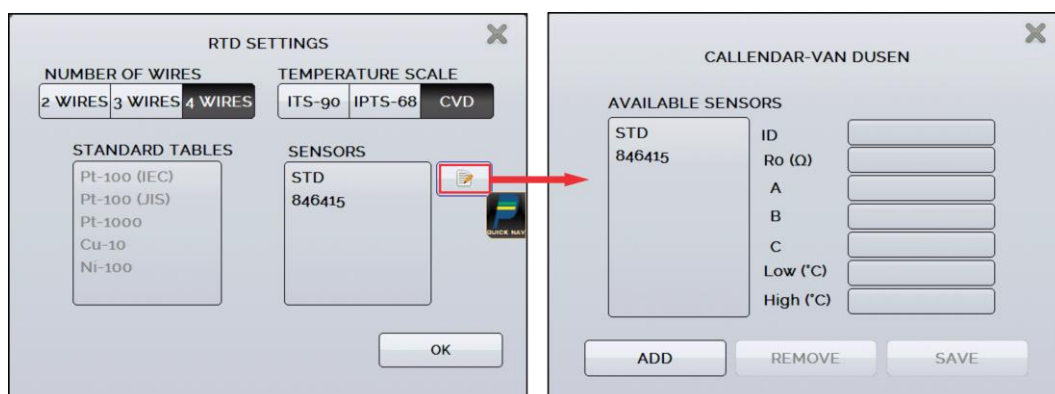 RTD SETTINGS
NUMBER OF WIRES
2 WIRES 3 WIRES 4 WIRES
TEMPERATURE SCALE
ITS-90 IPTS-68 CVD
STANDARD TABLES
Pt-100 (IEC)
Pt-100 (JIS)
Pt-1000
Cu-10
Ni-100
SENSORS
STD
846415
QUICK NAV
OK
CALLENDAR-VAN DUSEN
AVAILABLE SENSORS
STD
846415
ID
Ro (Ω)
A
B
C
Low (°C)
High (°C)
ADD
REMOVE
SAVE